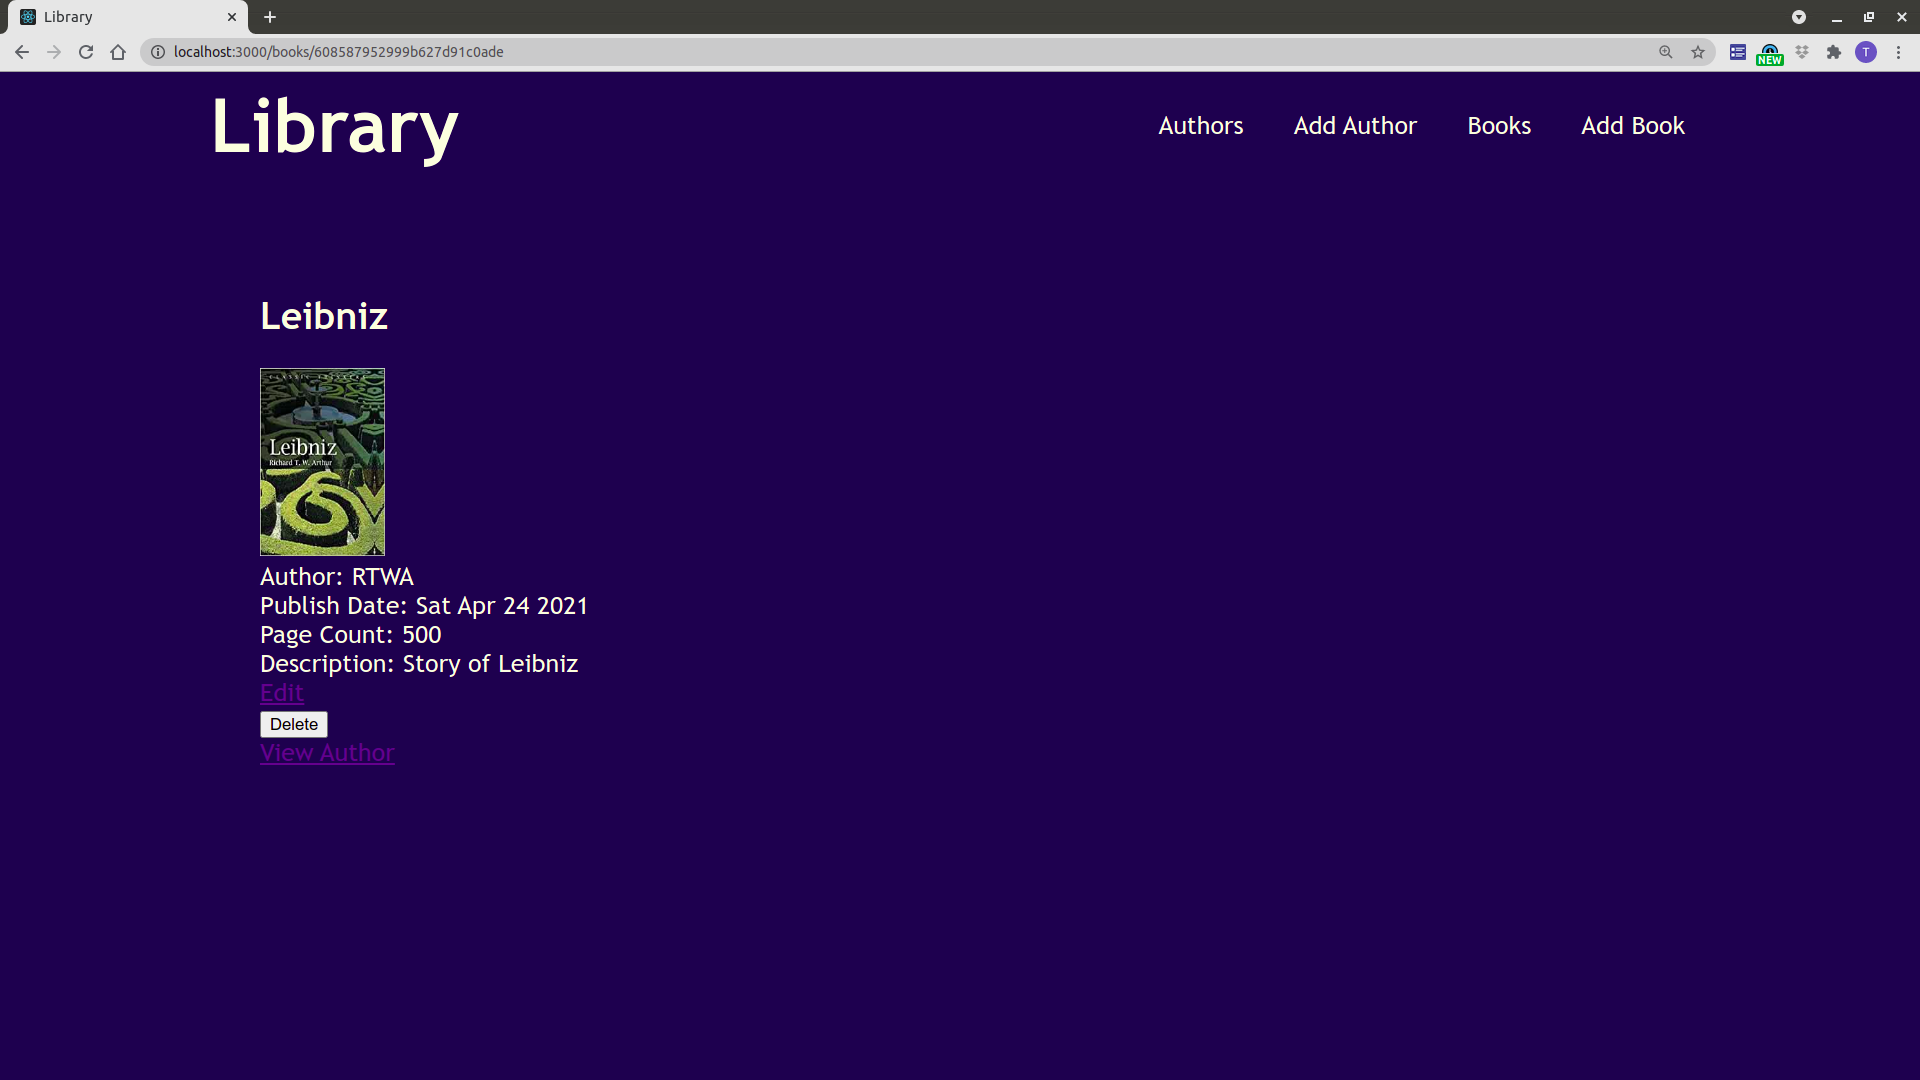 Library
localhost:3000/books/608587952999b627d91c0ade
NEW
T
Library
Authors
Add Author
Books
Add Book
Leibniz
Leibniz
Richard T. W. Arthur
Author: RTWA
Publish Date: Sat Apr 24 2021
Page Count: 500
Description: Story of Leibniz
Edit
Delete
View Author